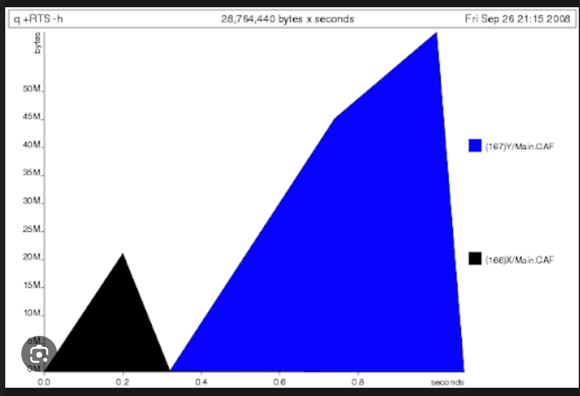 q +RTS -h 28,764,440 bytes x seconds Fri Sep 26 21:15 2008
bytes
50M
45M
40M
35M
30M
25M
20M
15M
10M
5M
0M
0.0 0.2 0.4 0.6 0.8 seconds
(167)Y/Main.CAF
(166)X/Main.CAF